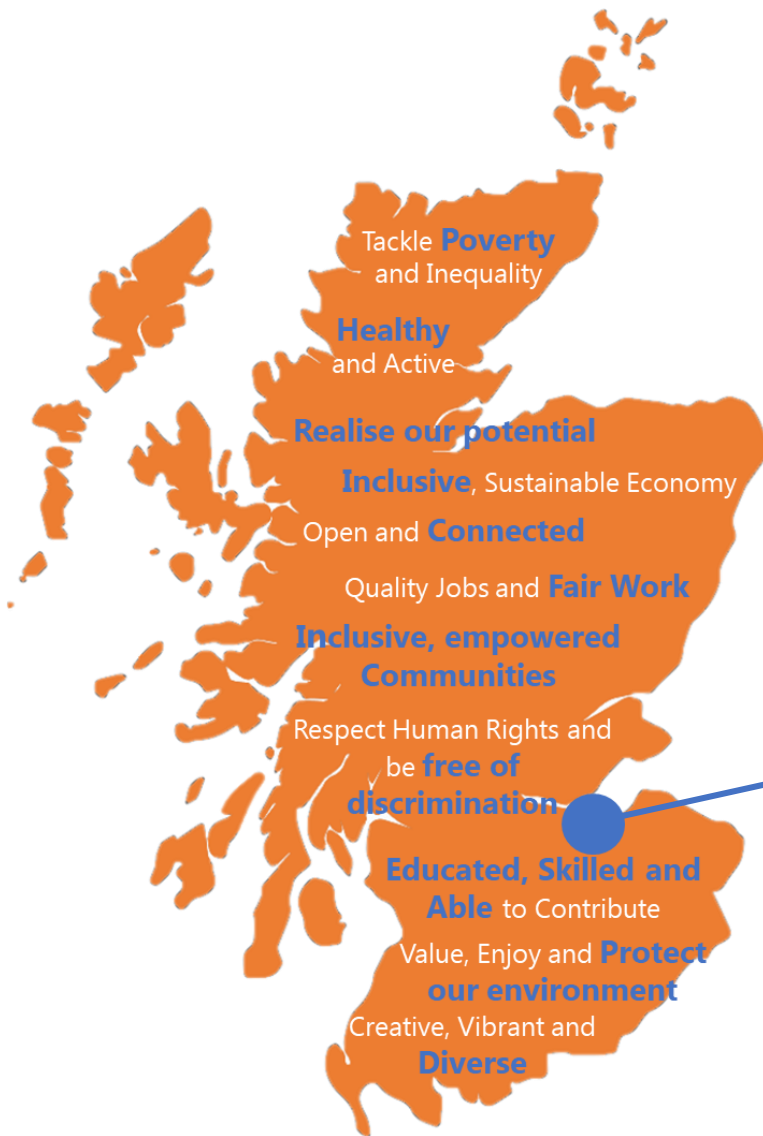 Tackle Poverty
and Inequality
Healthy
and Active
Realise our potential
Inclusive, Sustainable Economy
Open and Connected
Quality Jobs and Fair Work
Inclusive, empowered
Communities
Respect Human Rights and
be free of
discrimination
Educated, Skilled and
Able to Contribute
Value, Enjoy and Protect
our environment
Creative, Vibrant and
Diverse